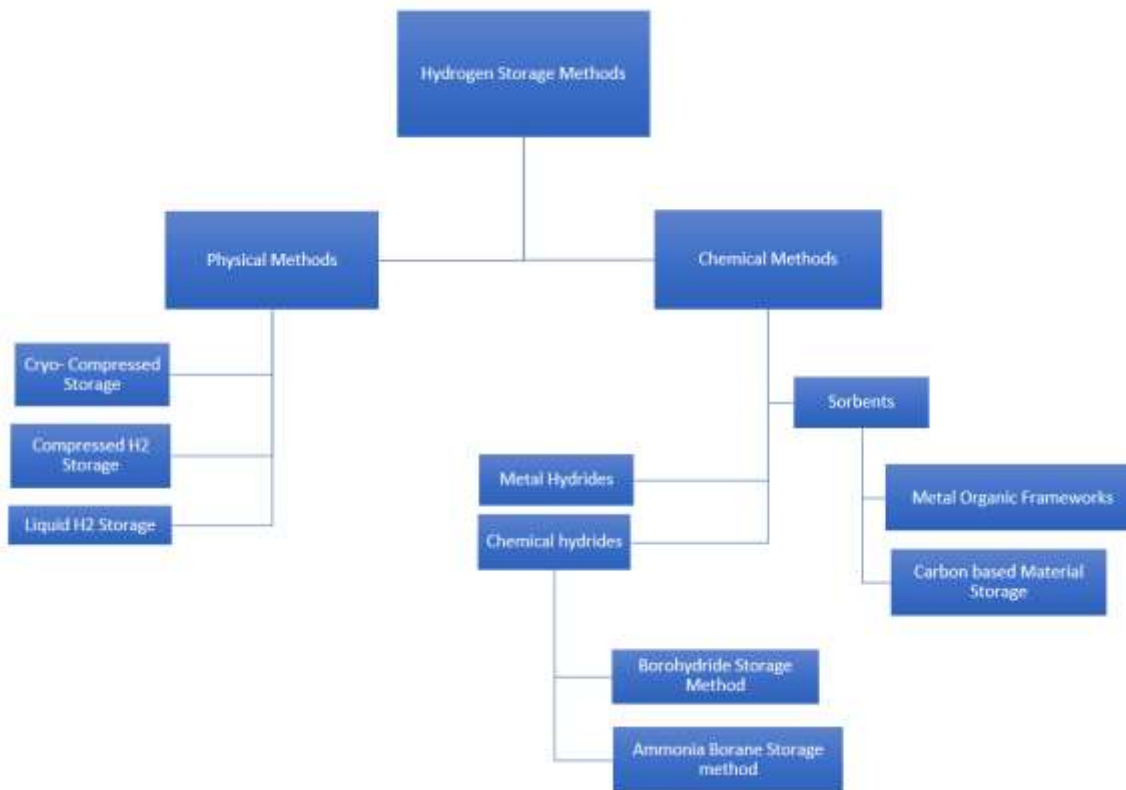 Hydrogen Storage Methods
Physical Methods
Chemical Methods
Cryo- Compressed
Storage
Compressed H2
Storage
Liquid H2 Storage
Sorbents
Metal Hydrides
Chemical hydrides
Metal Organic Frameworks
Carbon based Material
Storage
Borohydride Storage
Method
Ammonia Borane Storage
method